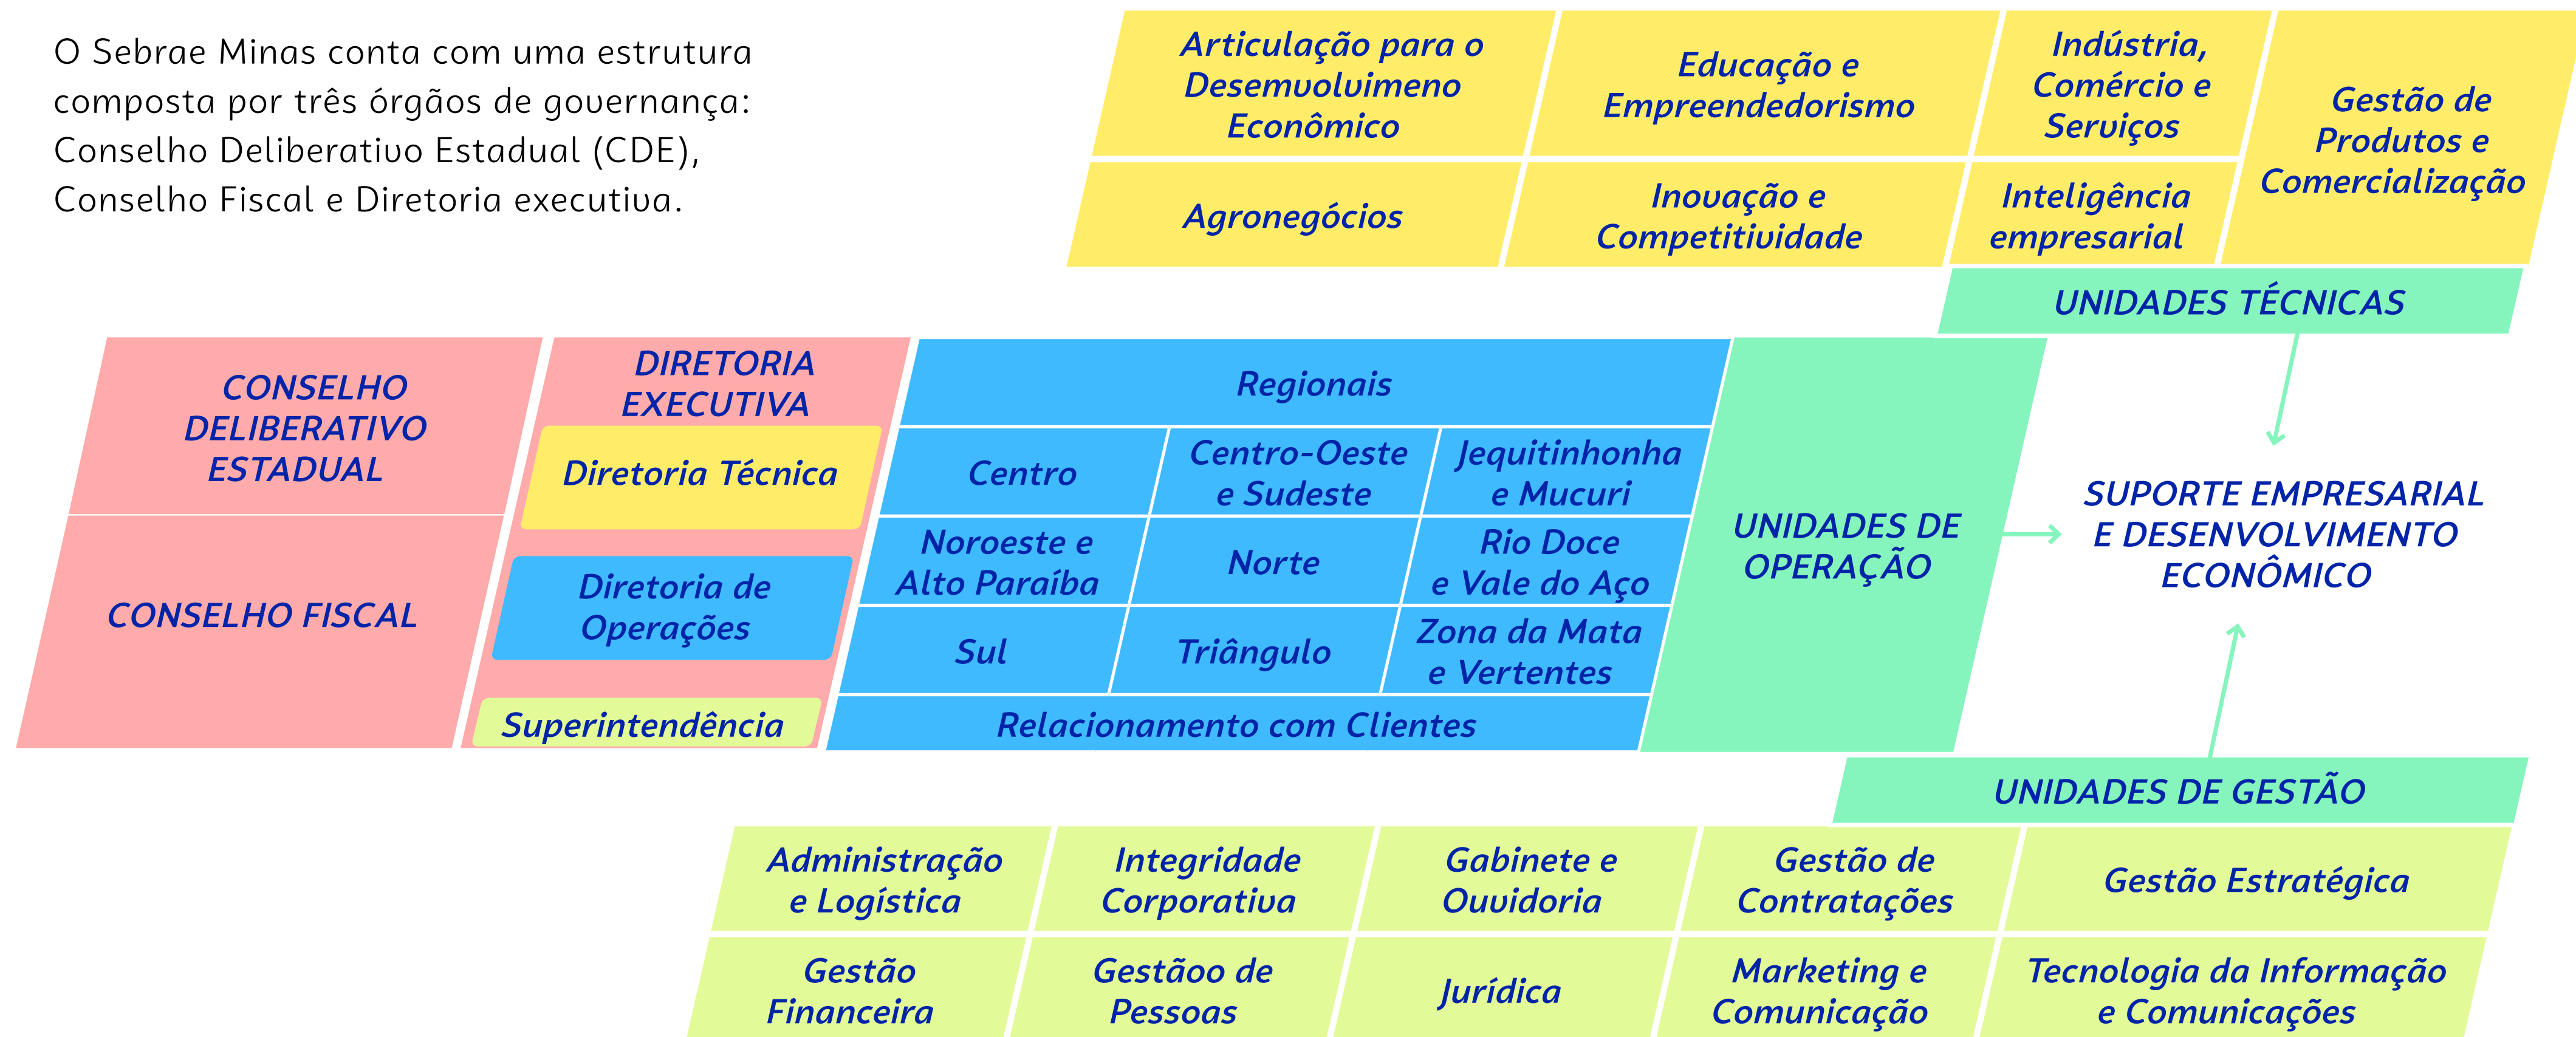 O Sebrae Minas conta com uma estrutura
composta por três órgãos de governança:
Conselho Deliberativo Estadual (CDE),
Conselho Fiscal e Diretoria executiva.
Articulação para o
Desemvolvimeno
Econômico
Educação e
Empreendedorismo
Indústria,
Comércio e
Serviços
Gestão de
Produtos e
Comercialização
Agronegócios
Inovação e
Competitividade
Inteligência
empresarial
UNIDADES TÉCNICAS
CONSELHO
DELIBERATIVO
ESTADUAL
CONSELHO FISCAL
DIRETORIA
EXECUTIVA
Diretoria Técnica
Diretoria de
Operações
Superintendência
Regionais
Centro
Centro-Oeste
e Sudeste
Jequitinhonha
e Mucuri
Noroeste e
Alto Paraíba
Norte
Rio Doce
e Vale do Aço
Sul
Triângulo
Zona da Mata
e Vertentes
Relacionamento com Clientes
UNIDADES DE
OPERAÇÃO
SUPORTE EMPRESARIAL
E DESENVOLVIMENTO
ECONÔMICO
UNIDADES DE GESTÃO
Administração
e Logística
Integridade
Corporativa
Gabinete e
Ouvidoria
Gestão de
Contratações
Gestão Estratégica
Gestão
Financeira
Gestãoo de
Pessoas
Jurídica
Marketing e
Comunicação
Tecnologia da Informação
e Comunicações